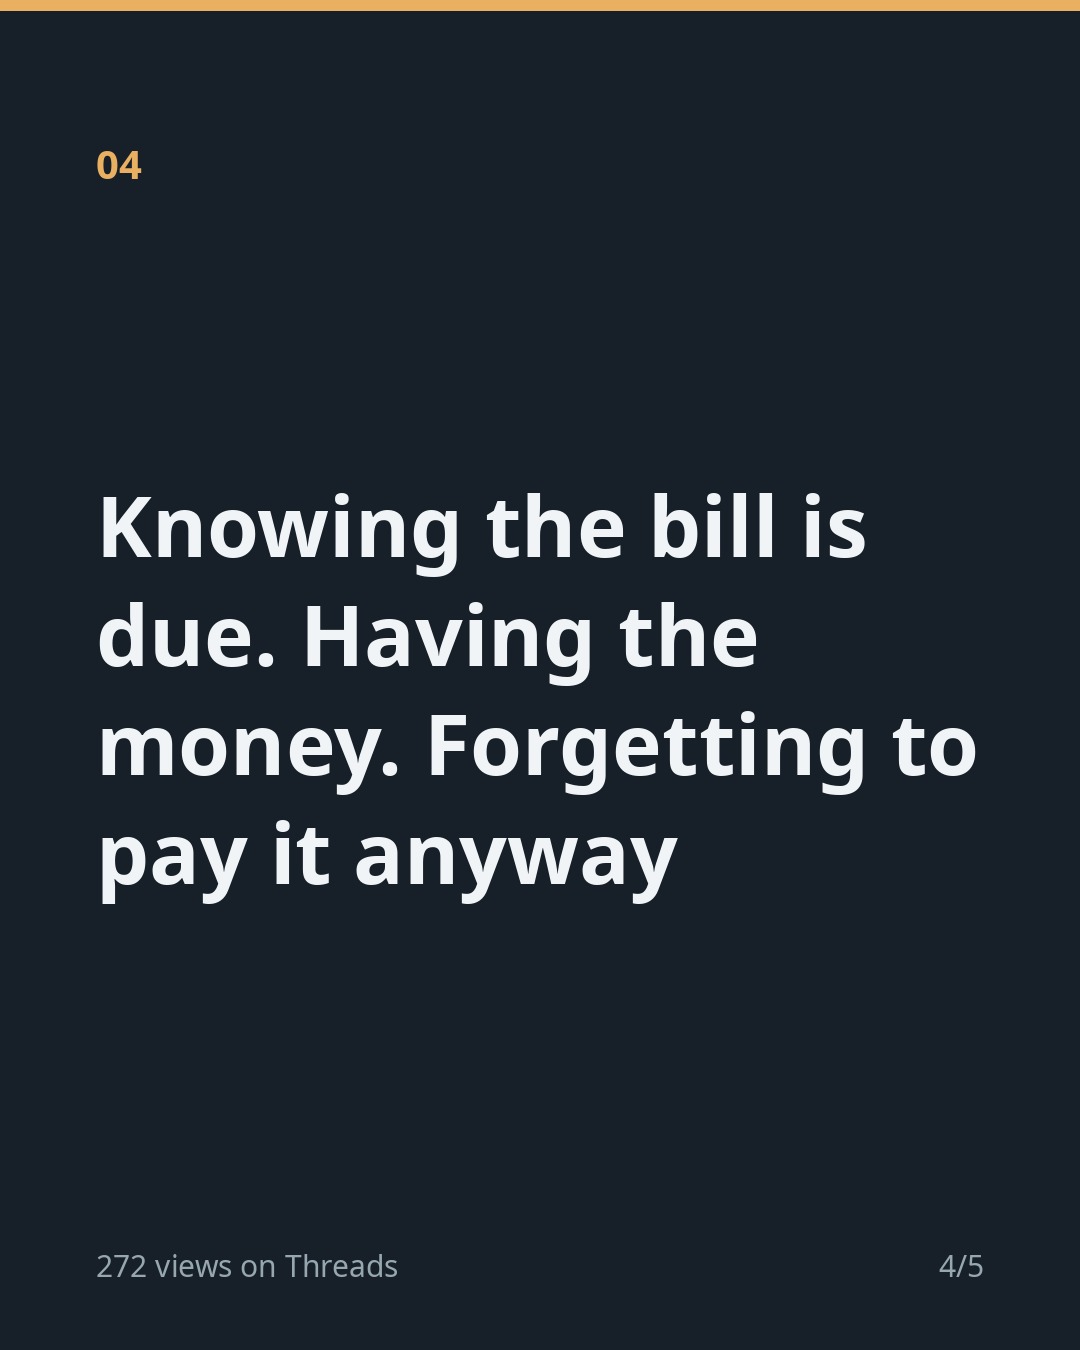 04
Knowing the bill is
due. Having the
money. Forgetting to
pay it anyway
272 views on Threads
4/5